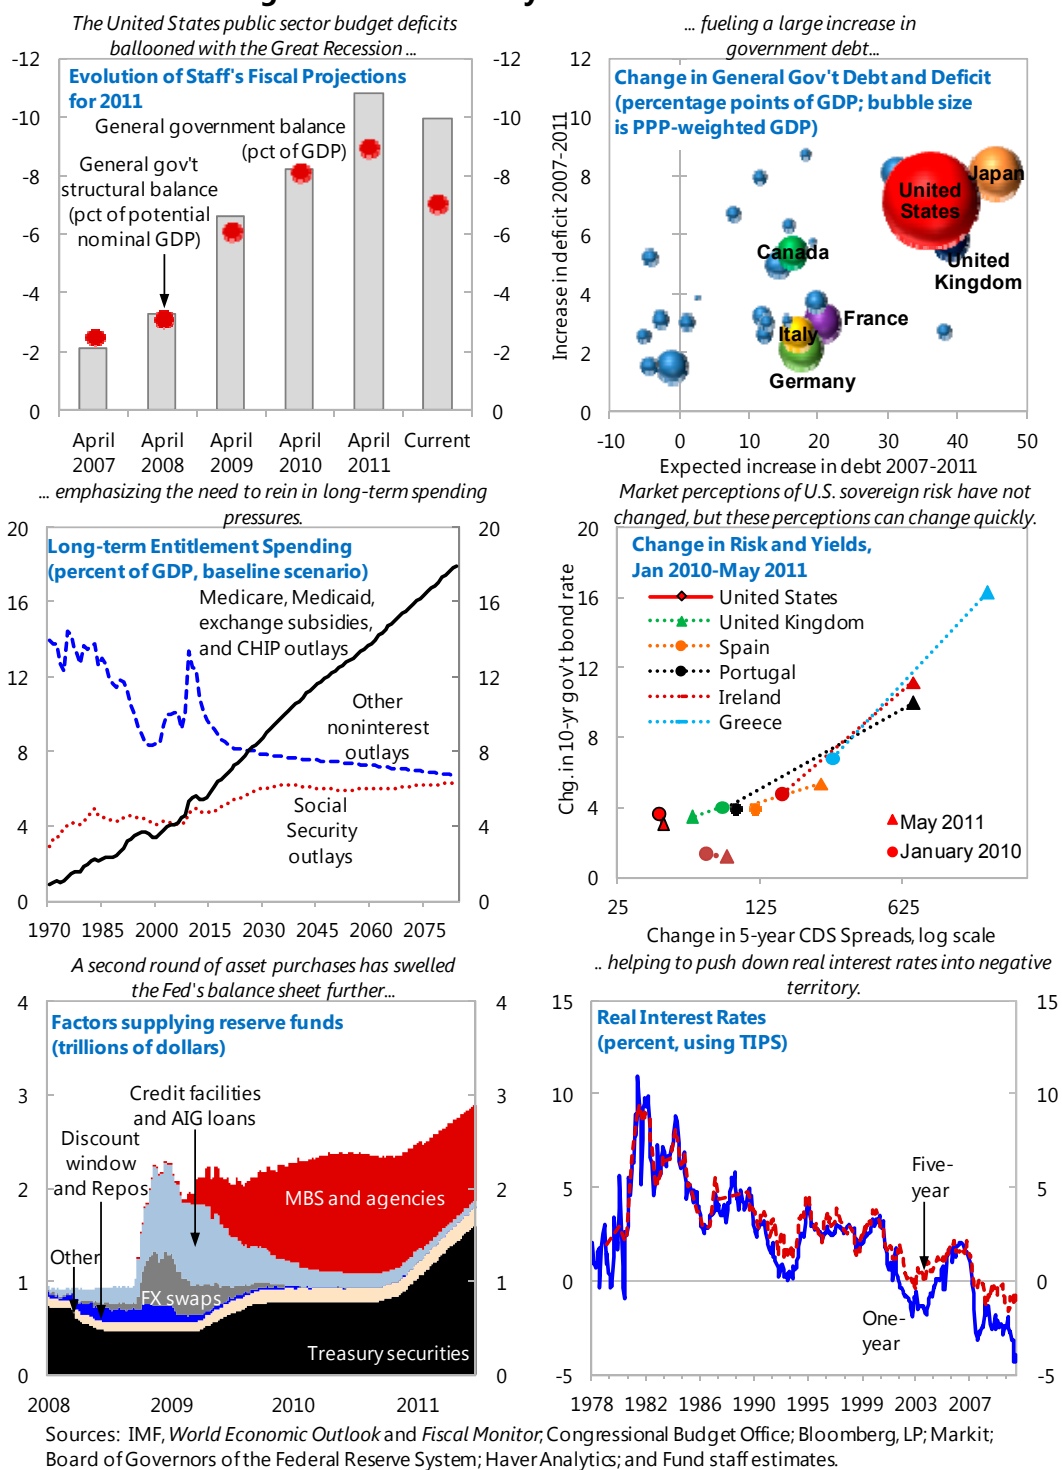 The United States public sector budget deficits
ballooned with the Great Recession ...
-12
-10
-8
-6
-4
-2
0
-12
-10
-8
-6
-4
-2
0
Evolution of Staff's Fiscal Projections
for 2011
General government balance
(pct of GDP)
General gov't
structural balance
(pct of potential
nominal GDP)
April
2007
April
2008
April
2009
April
2010
April
2011
Current
... fueling a large increase in
government debt...
12
10
8
6
4
2
0
Increase in deficit 2007-2011
Change in General Gov't Debt and Deficit
(percentage points of GDP; bubble size
is PPP-weighted GDP)
Japan
United
States
Canada
United
Kingdom
France
Italy
Germany
-10
0
10
20
30
40
50
Expected increase in debt 2007-2011
... emphasizing the need to rein in long-term spending
pressures.
20
16
12
8
4
0
20
16
12
8
4
0
Long-term Entitlement Spending
(percent of GDP, baseline scenario)
Medicare, Medicaid,
exchange subsidies,
and CHIP outlays
Other
noninterest
outlays
Social
Security
outlays
1970 1985 2000 2015 2030 2045 2060 2075
Market perceptions of U.S. sovereign risk have not
changed, but these perceptions can change quickly.
20
16
12
8
4
0
Chg. in 10-yr gov't bond rate
Change in Risk and Yields,
Jan 2010-May 2011
United States
United Kingdom
Spain
Portugal
Ireland
Greece
May 2011
January 2010
25
125
625
Change in 5-year CDS Spreads, log scale
A second round of asset purchases has swelled
the Fed's balance sheet further...
4
3
2
1
0
4
3
2
1
0
Factors supplying reserve funds
(trillions of dollars)
Credit facilities
and AIG loans
Discount
window
and Repos
MBS and agencies
Other
FX swaps
Treasury securities
2008 2009 2010 2011
.. helping to push down real interest rates into negative
territory.
15
10
5
0
-5
15
10
5
0
-5
Real Interest Rates
(percent, using TIPS)
Five-
year
One-
year
1978 1982 1986 1990 1995 1999 2003 2007
Sources: IMF, World Economic Outlook and Fiscal Monitor; Congressional Budget Office; Bloomberg, LP; Markit;
Board of Governors of the Federal Reserve System; Haver Analytics; and Fund staff estimates.